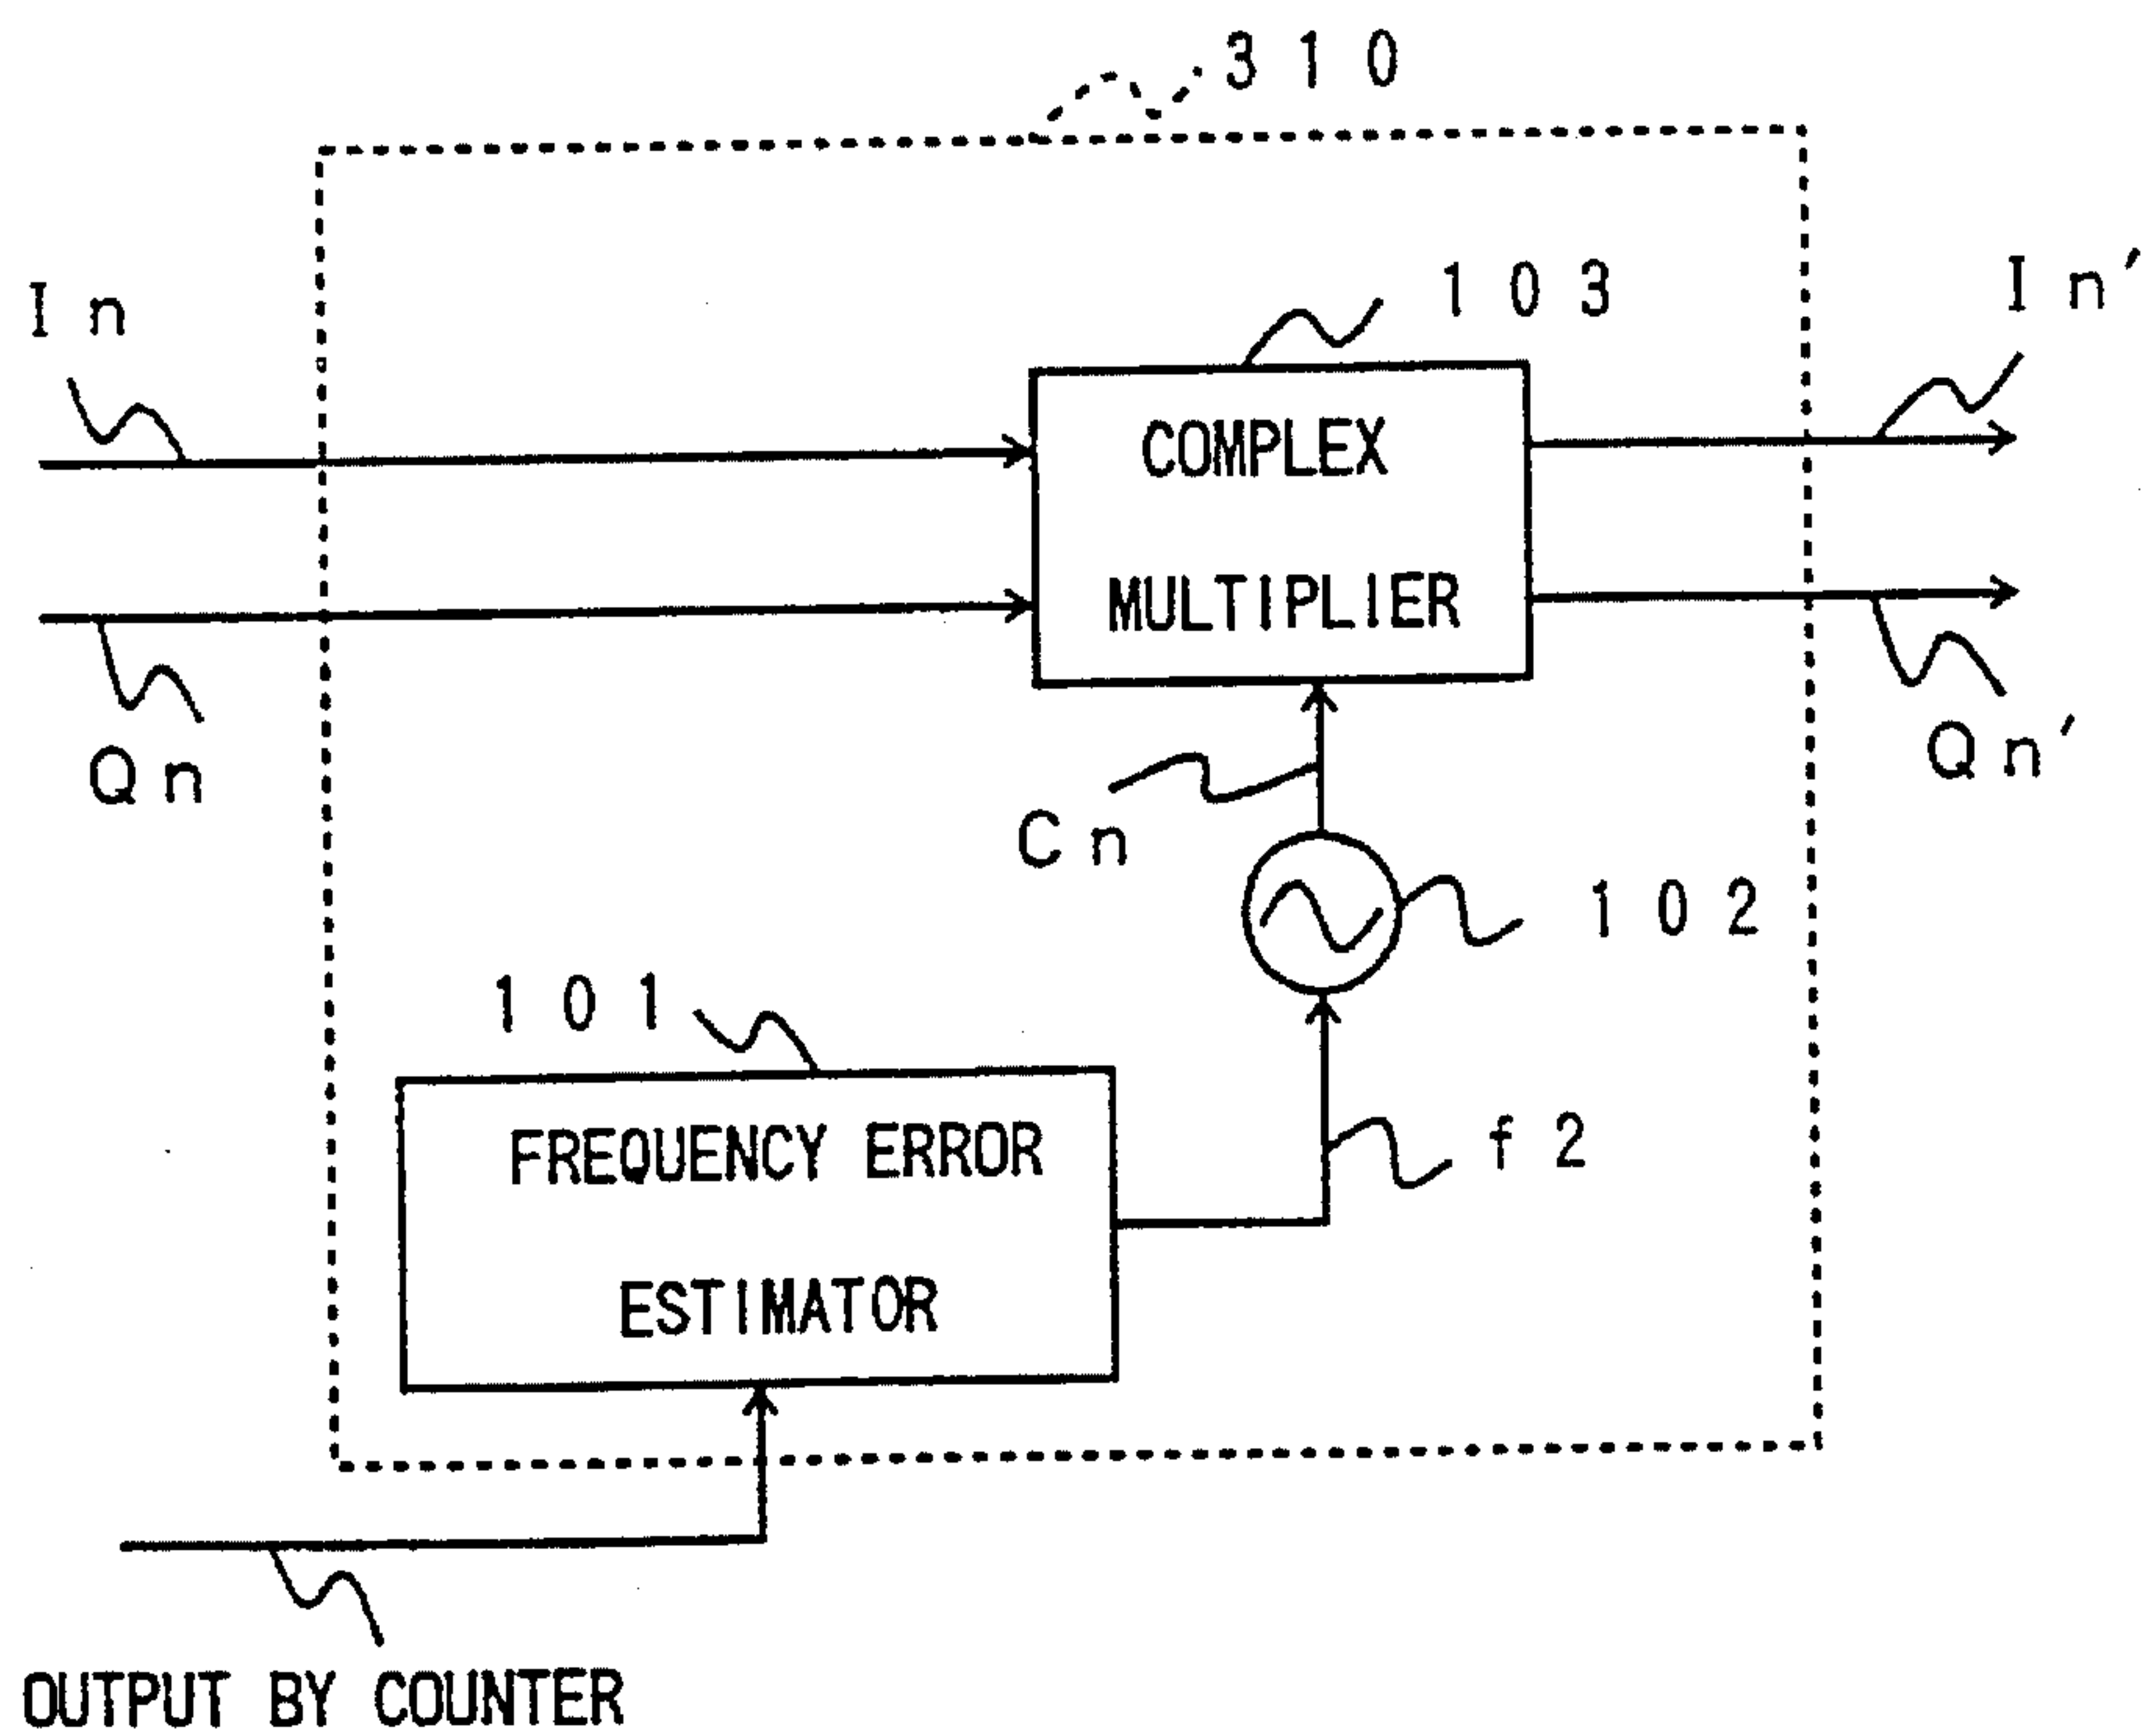 310
In
103
In′
COMPLEX
MULTIPLIER
Qn
Qn′
Cn
102
101
FREQUENCY ERROR
ESTIMATOR
f2
OUTPUT BY COUNTER